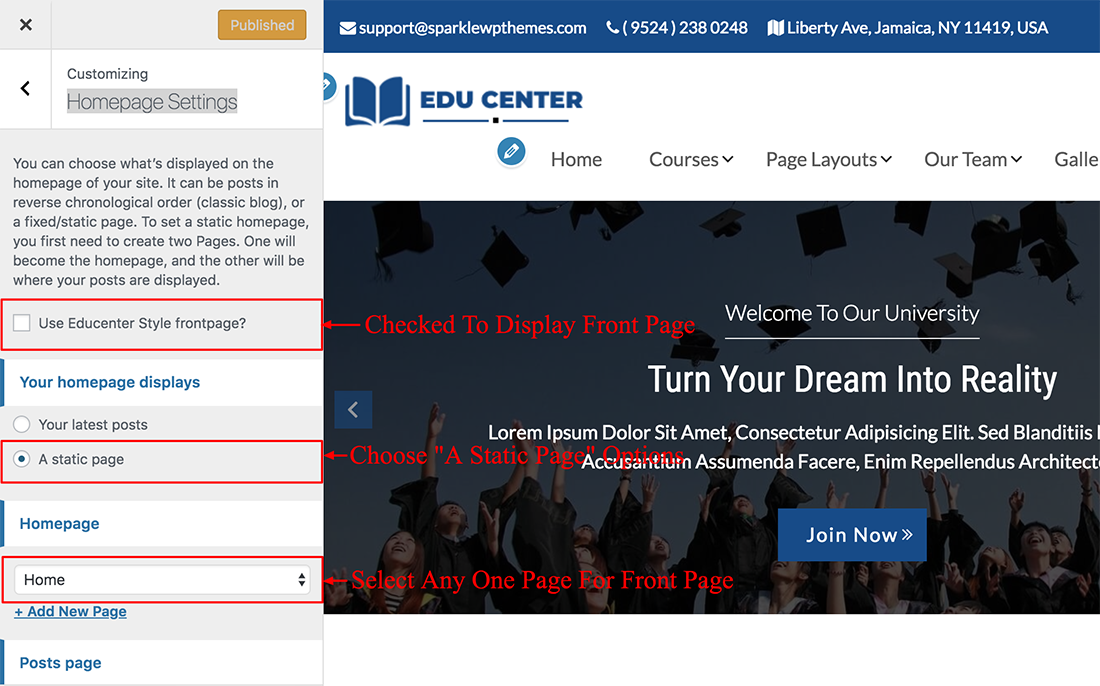 Published
Customizing
Homepage Settings
You can choose what's displayed on the
homepage of your site. It can be posts in
reverse chronological order (classic blog), or
a fixed/static page. To set a static homepage,
you first need to create two Pages. One will
become the homepage, and the other will be
where your posts are displayed.
Use Educenter Style frontpage?
Your homepage displays
Your latest posts
A static page
Homepage
Home
+ Add New Page
Posts page
support@sparklewpthemes.com ( 9524 ) 238 0248 Liberty Ave, Jamaica, NY 11419, USA
EDU CENTER
Home Courses Page Layouts Our Team Galle
Welcome To Our University
Checked To Display Front Page
Turn Your Dream Into Reality
Lorem Ipsum Dolor Sit Amet, Consectetur Adipisicing Elit. Sed Blanditiis
Choose "A Static Page" Options
Accusantium Assumenda Facere, Enim Repellendus Architect
Join Now »
Select Any One Page For Front Page